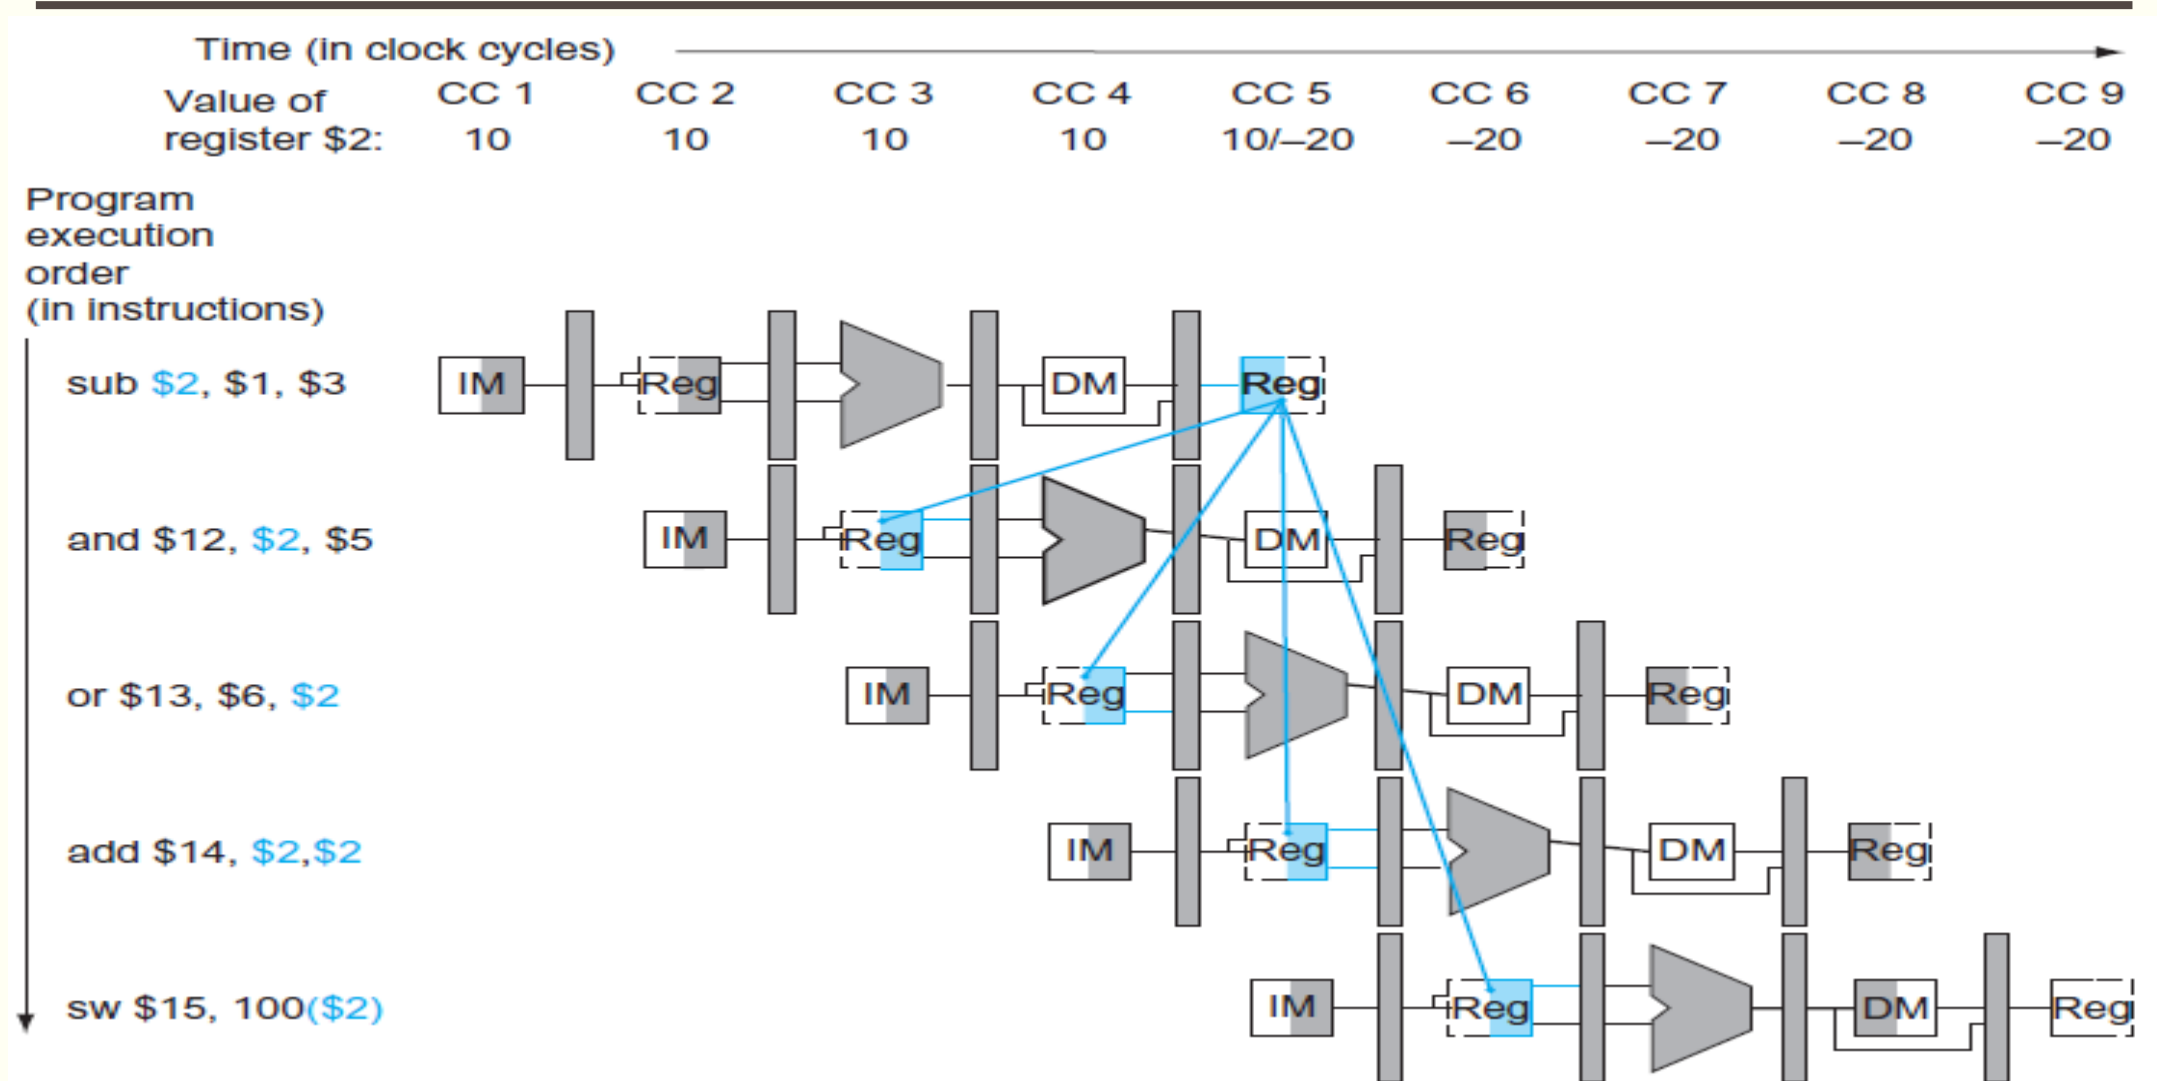 Time (in clock cycles)
Value of register $2:
CC 1 CC 2 CC 3 CC 4 CC 5 CC 6 CC 7 CC 8 CC 9
10 10 10 10 10/–20 –20 –20 –20 –20
Program
execution
order
(in instructions)
sub $2, $1, $3
IM Reg DM Reg
and $12, $2, $5
IM Reg DM Reg
or $13, $6, $2
IM Reg DM Reg
add $14, $2,$2
IM Reg DM Reg
sw $15, 100($2)
IM Reg DM Reg